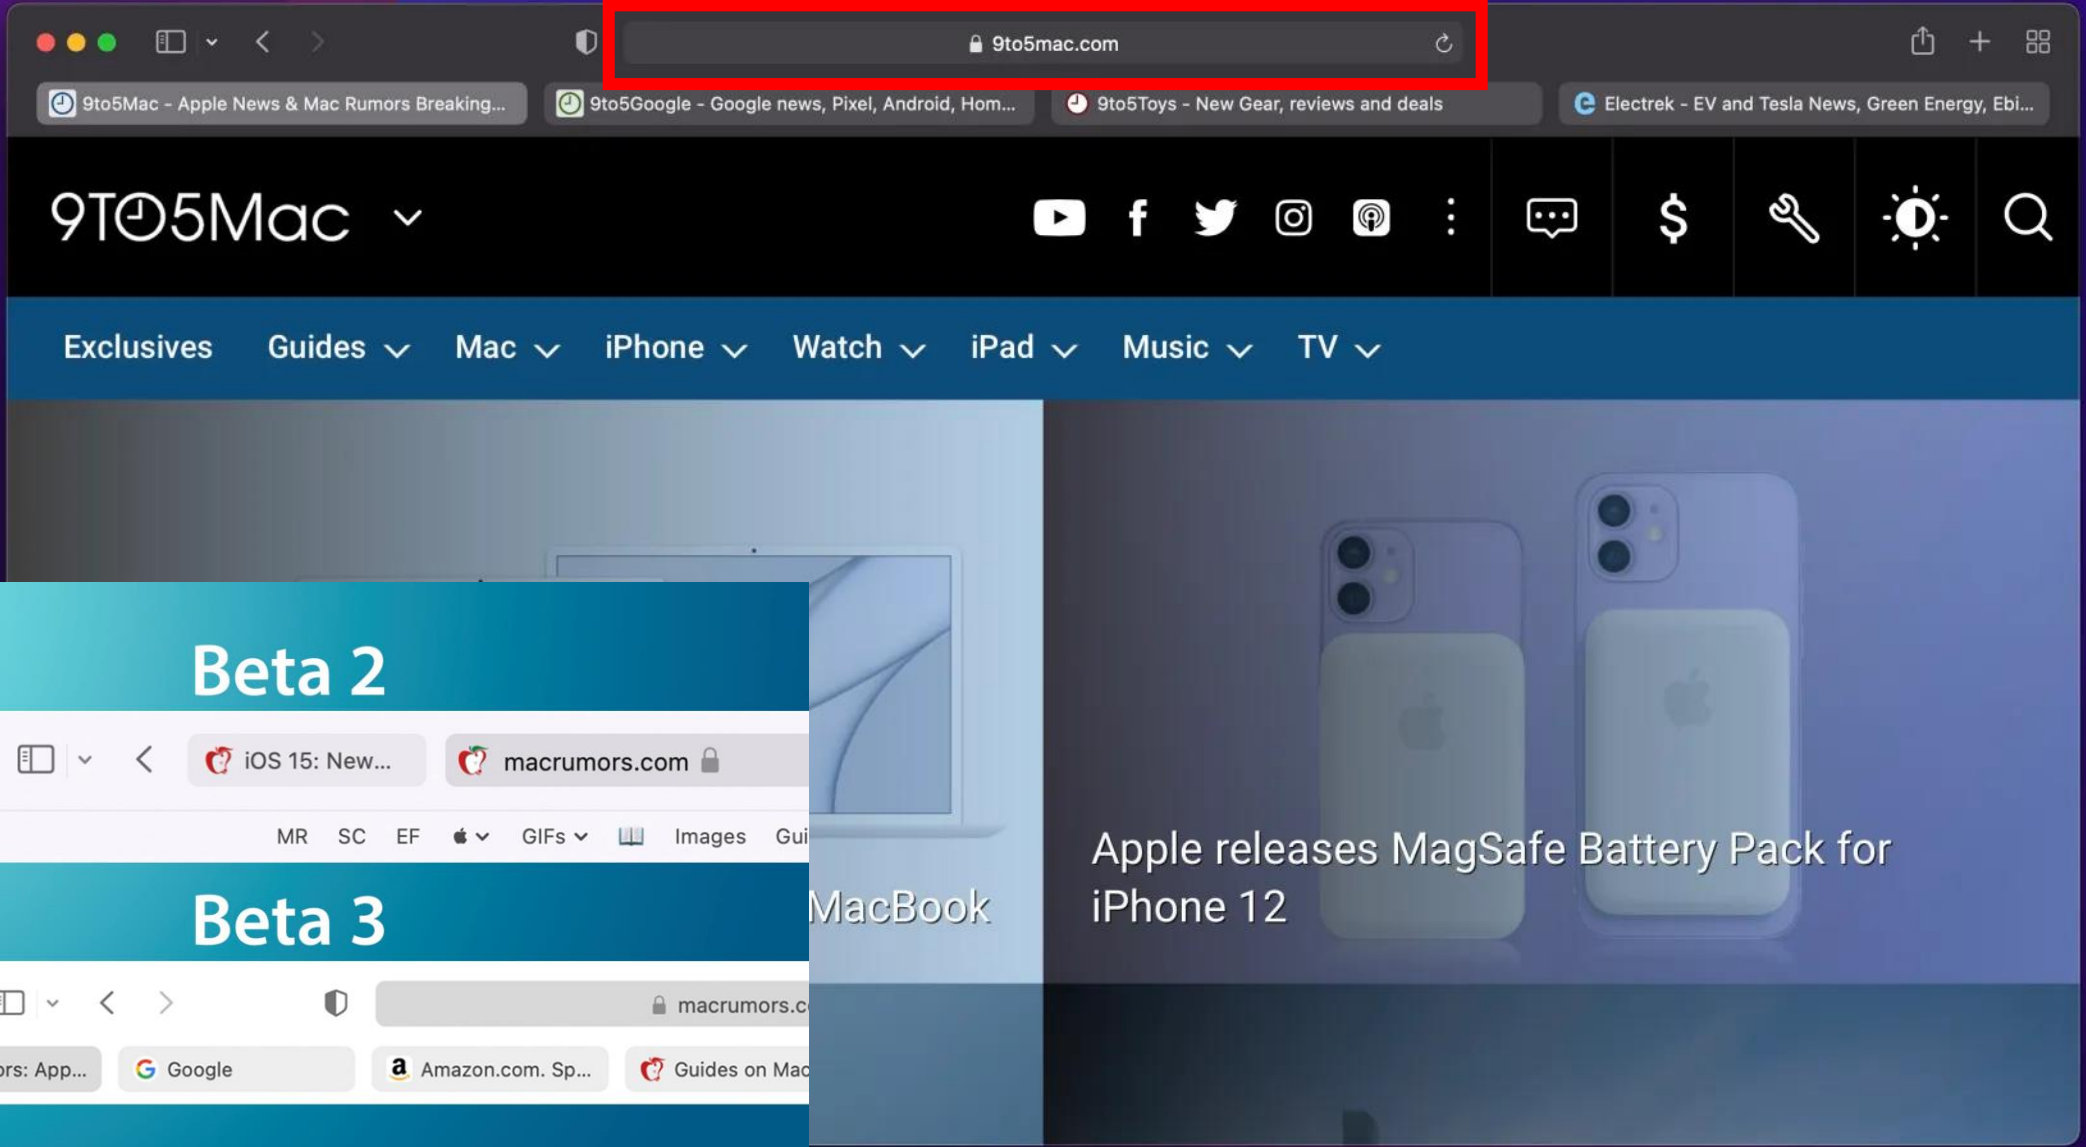 9to5mac.com
9to5Mac - Apple News & Mac Rumors Breaking...
9to5Google - Google news, Pixel, Android, Hom...
9to5Toys - New Gear, reviews and deals
Electrek - EV and Tesla News, Green Energy, Ebi...
9TO5Mac
Exclusives Guides Mac iPhone Watch iPad Music TV
MacBook
Apple releases MagSafe Battery Pack for
iPhone 12
Beta 2
iOS 15: New...
macrumors.com
MR SC EF GIFs Images Gui
Beta 3
macrumors.c
ors: App...
Google
Amazon.com. Sp...
Guides on Mac